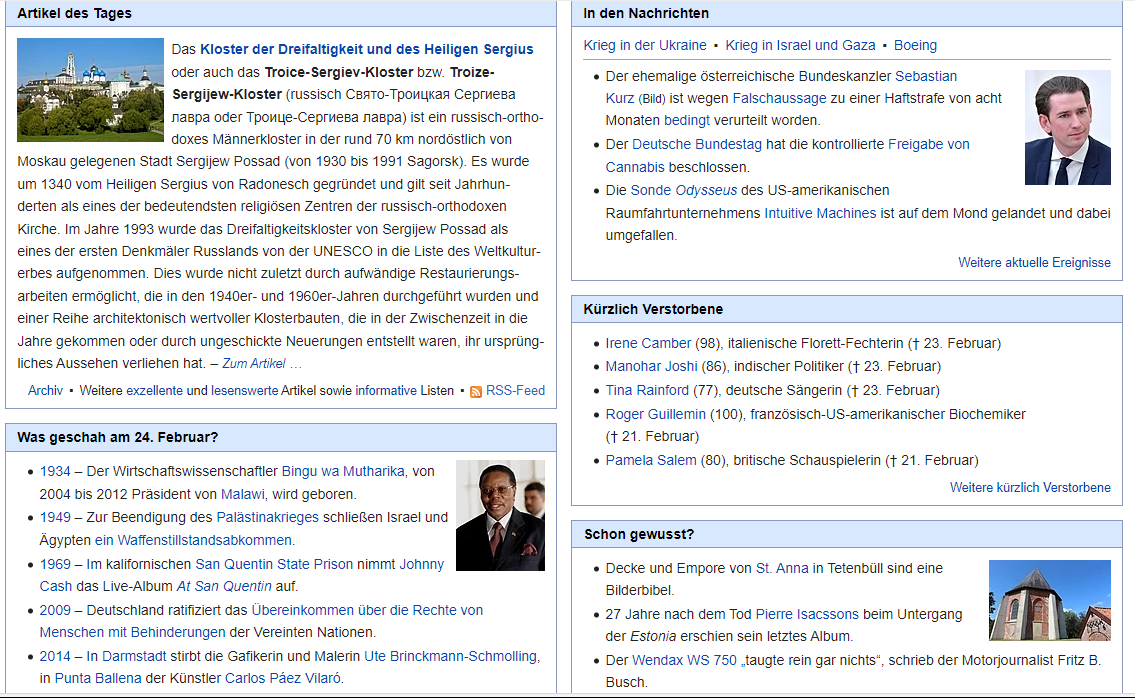 Artikel des Tages
Das Kloster der Dreifaltigkeit und des Heiligen Sergius
oder auch das Troice-Sergiev-Kloster bzw. Troize-
Sergijew-Kloster (russisch Свято-Троицкая Сергиева
лавра oder Троице-Сергиева лавра) ist ein russisch-ortho-
doxes Männerkloster in der rund 70 km nordöstlich von
Moskau gelegenen Stadt Sergijew Possad (von 1930 bis 1991 Sagorsk). Es wurde
um 1340 vom Heiligen Sergius von Radonesch gegründet und gilt seit Jahrhun-
derten als eines der bedeutendsten religiösen Zentren der russisch-orthodoxen
Kirche. Im Jahre 1993 wurde das Dreifaltigkeitskloster von Sergijew Possad als
eines der ersten Denkmäler Russlands von der UNESCO in die Liste des Weltkultur-
erbes aufgenommen. Dies wurde nicht zuletzt durch aufwändige Restaurierungs-
arbeiten ermöglicht, die in den 1940er- und 1960er-Jahren durchgeführt wurden und
einer Reihe architektonisch wertvoller Klosterbauten, die in der Zwischenzeit in die
Jahre gekommen oder durch ungeschickte Neuerungen entstellt waren, ihr ursprüng-
liches Aussehen verliehen hat. – Zum Artikel …
Archiv ▪ Weitere exzellente und lesenswerte Artikel sowie informative Listen ▪ RSS-Feed
Was geschah am 24. Februar?
• 1934 – Der Wirtschaftswissenschaftler Bingu wa Mutharika, von
2004 bis 2012 Präsident von Malawi, wird geboren.
• 1949 – Zur Beendigung des Palästinakrieges schließen Israel und
Ägypten ein Waffenstillstandsabkommen.
• 1969 – Im kalifornischen San Quentin State Prison nimmt Johnny
Cash das Live-Album At San Quentin auf.
• 2009 – Deutschland ratifiziert das Übereinkommen über die Rechte von
Menschen mit Behinderungen der Vereinten Nationen.
• 2014 – In Darmstadt stirbt die Gafikerin und Malerin Ute Brinckmann-Schmolling,
in Punta Ballena der Künstler Carlos Páez Vilaró.
In den Nachrichten
Krieg in der Ukraine ▪ Krieg in Israel und Gaza ▪ Boeing
• Der ehemalige österreichische Bundeskanzler Sebastian
Kurz (Bild) ist wegen Falschaussage zu einer Haftstrafe von acht
Monaten bedingt verurteilt worden.
• Der Deutsche Bundestag hat die kontrollierte Freigabe von
Cannabis beschlossen.
• Die Sonde Odysseus des US-amerikanischen
Raumfahrtunternehmens Intuitive Machines ist auf dem Mond gelandet und dabei
umgefallen.
Weitere aktuelle Ereignisse
Kürzlich Verstorbene
• Irene Camber (98), italienische Florett-Fechterin († 23. Februar)
• Manohar Joshi (86), indischer Politiker († 23. Februar)
• Tina Rainford (77), deutsche Sängerin († 23. Februar)
• Roger Guillemin (100), französisch-US-amerikanischer Biochemiker
(† 21. Februar)
• Pamela Salem (80), britische Schauspielerin († 21. Februar)
Weitere kürzlich Verstorbene
Schon gewusst?
• Decke und Empore von St. Anna in Tetenbüll sind eine
Bilderbibel.
• 27 Jahre nach dem Tod Pierre Isacssons beim Untergang
der Estonia erschien sein letztes Album.
• Der Wendax WS 750 „taugte rein gar nichts“, schrieb der Motorjournalist Fritz B.
Busch.